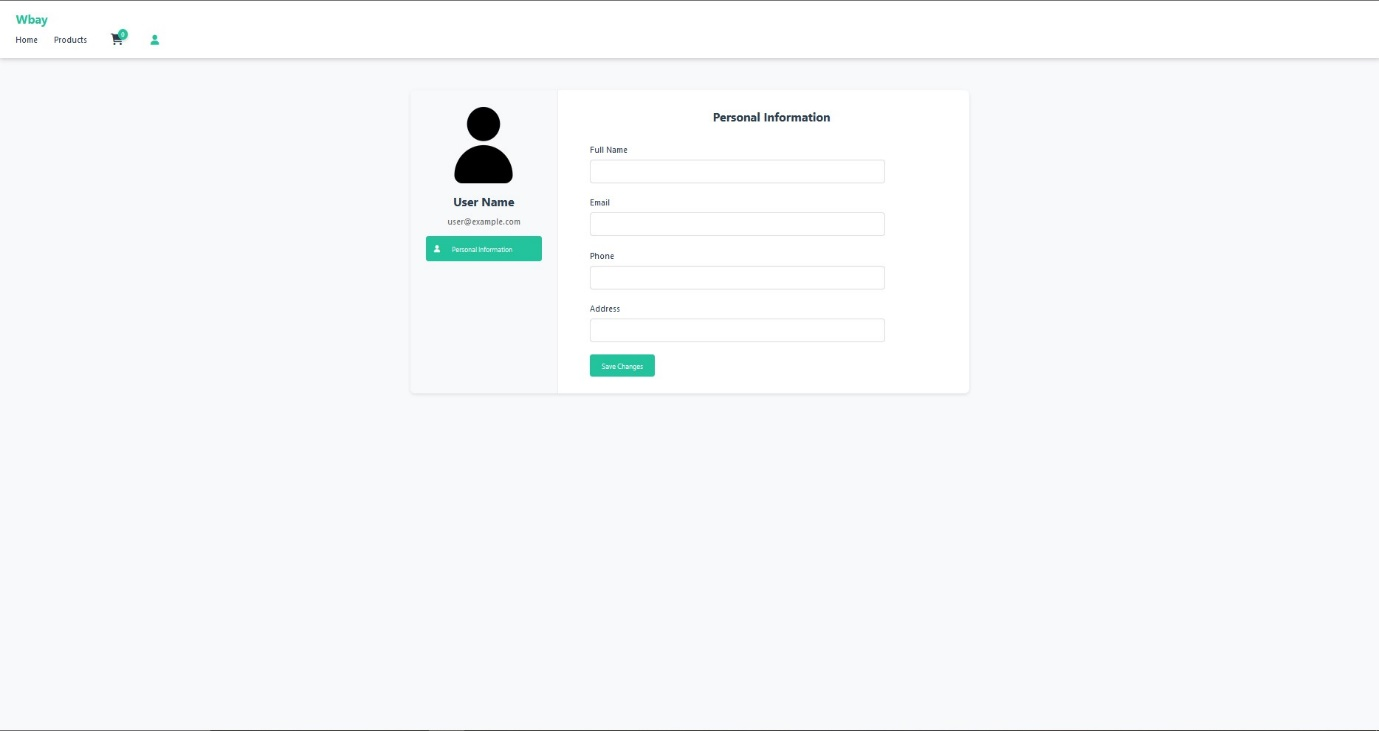 Wbay
Home Products 0
User Name
user@example.com
Personal Information
Personal Information
Full Name
Email
Phone
Address
Save Changes